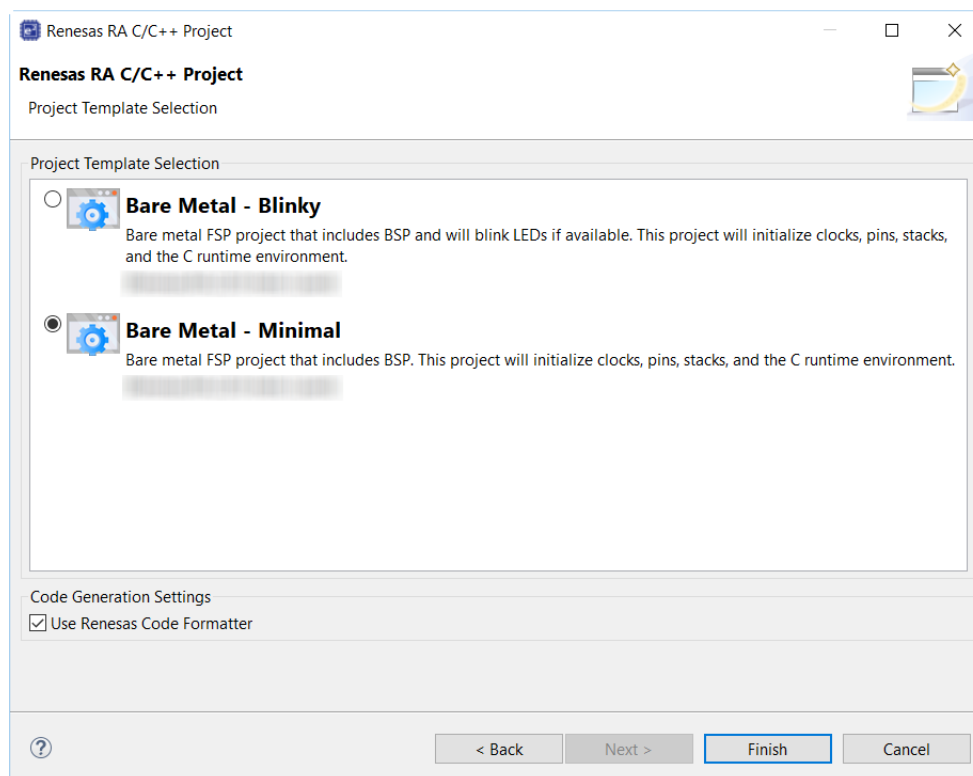 Renesas RA C/C++ Project
Renesas RA C/C++ Project
Project Template Selection
Project Template Selection
Bare Metal - Blinky
Bare metal FSP project that includes BSP and will blink LEDs if available. This project will initialize clocks, pins, stacks,
and the C runtime environment.
Bare Metal - Minimal
Bare metal FSP project that includes BSP. This project will initialize clocks, pins, stacks, and the C runtime environment.
Code Generation Settings
Use Renesas Code Formatter
?
< Back
Next >
Finish
Cancel